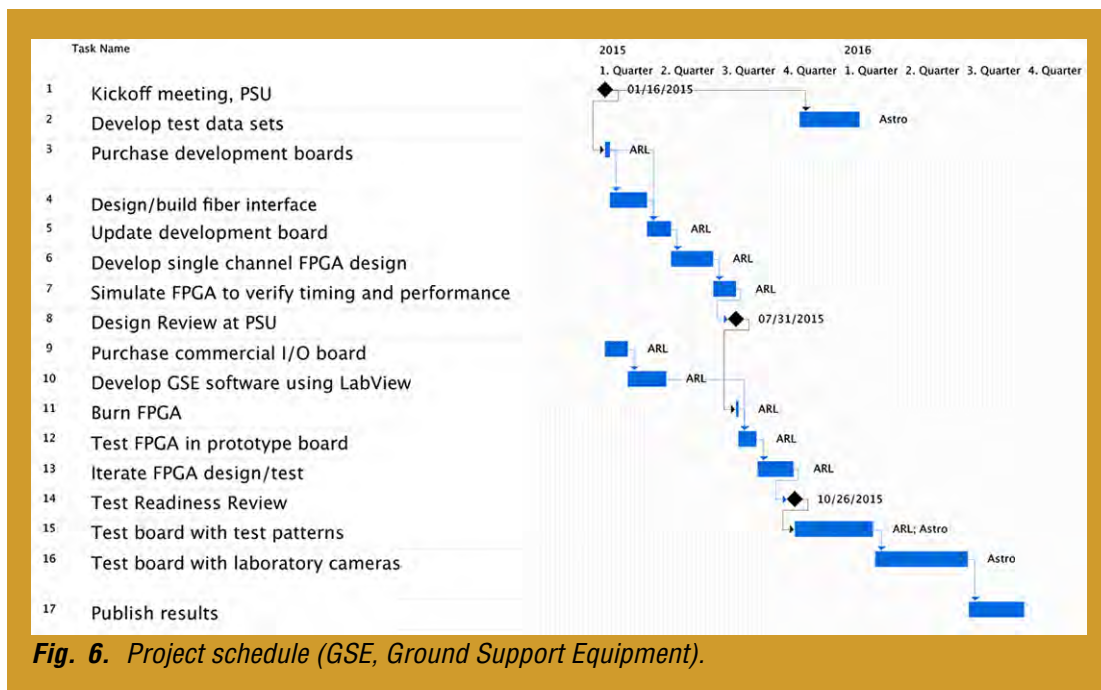 Task Name 2015 2016
1. Quarter 2. Quarter 3. Quarter 4. Quarter 1. Quarter 2. Quarter 3. Quarter 4. Quarter
1 Kickoff meeting, PSU 01/16/2015
2 Develop test data sets Astro
3 Purchase development boards ARL
4 Design/build fiber interface
5 Update development board ARL
6 Develop single channel FPGA design ARL
7 Simulate FPGA to verify timing and performance ARL
8 Design Review at PSU 07/31/2015
9 Purchase commercial I/O board ARL
10 Develop GSE software using LabView ARL
11 Burn FPGA ARL
12 Test FPGA in prototype board ARL
13 Iterate FPGA design/test ARL
14 Test Readiness Review 10/26/2015
15 Test board with test patterns ARL; Astro
16 Test board with laboratory cameras Astro
17 Publish results
Fig. 6. Project schedule (GSE, Ground Support Equipment).